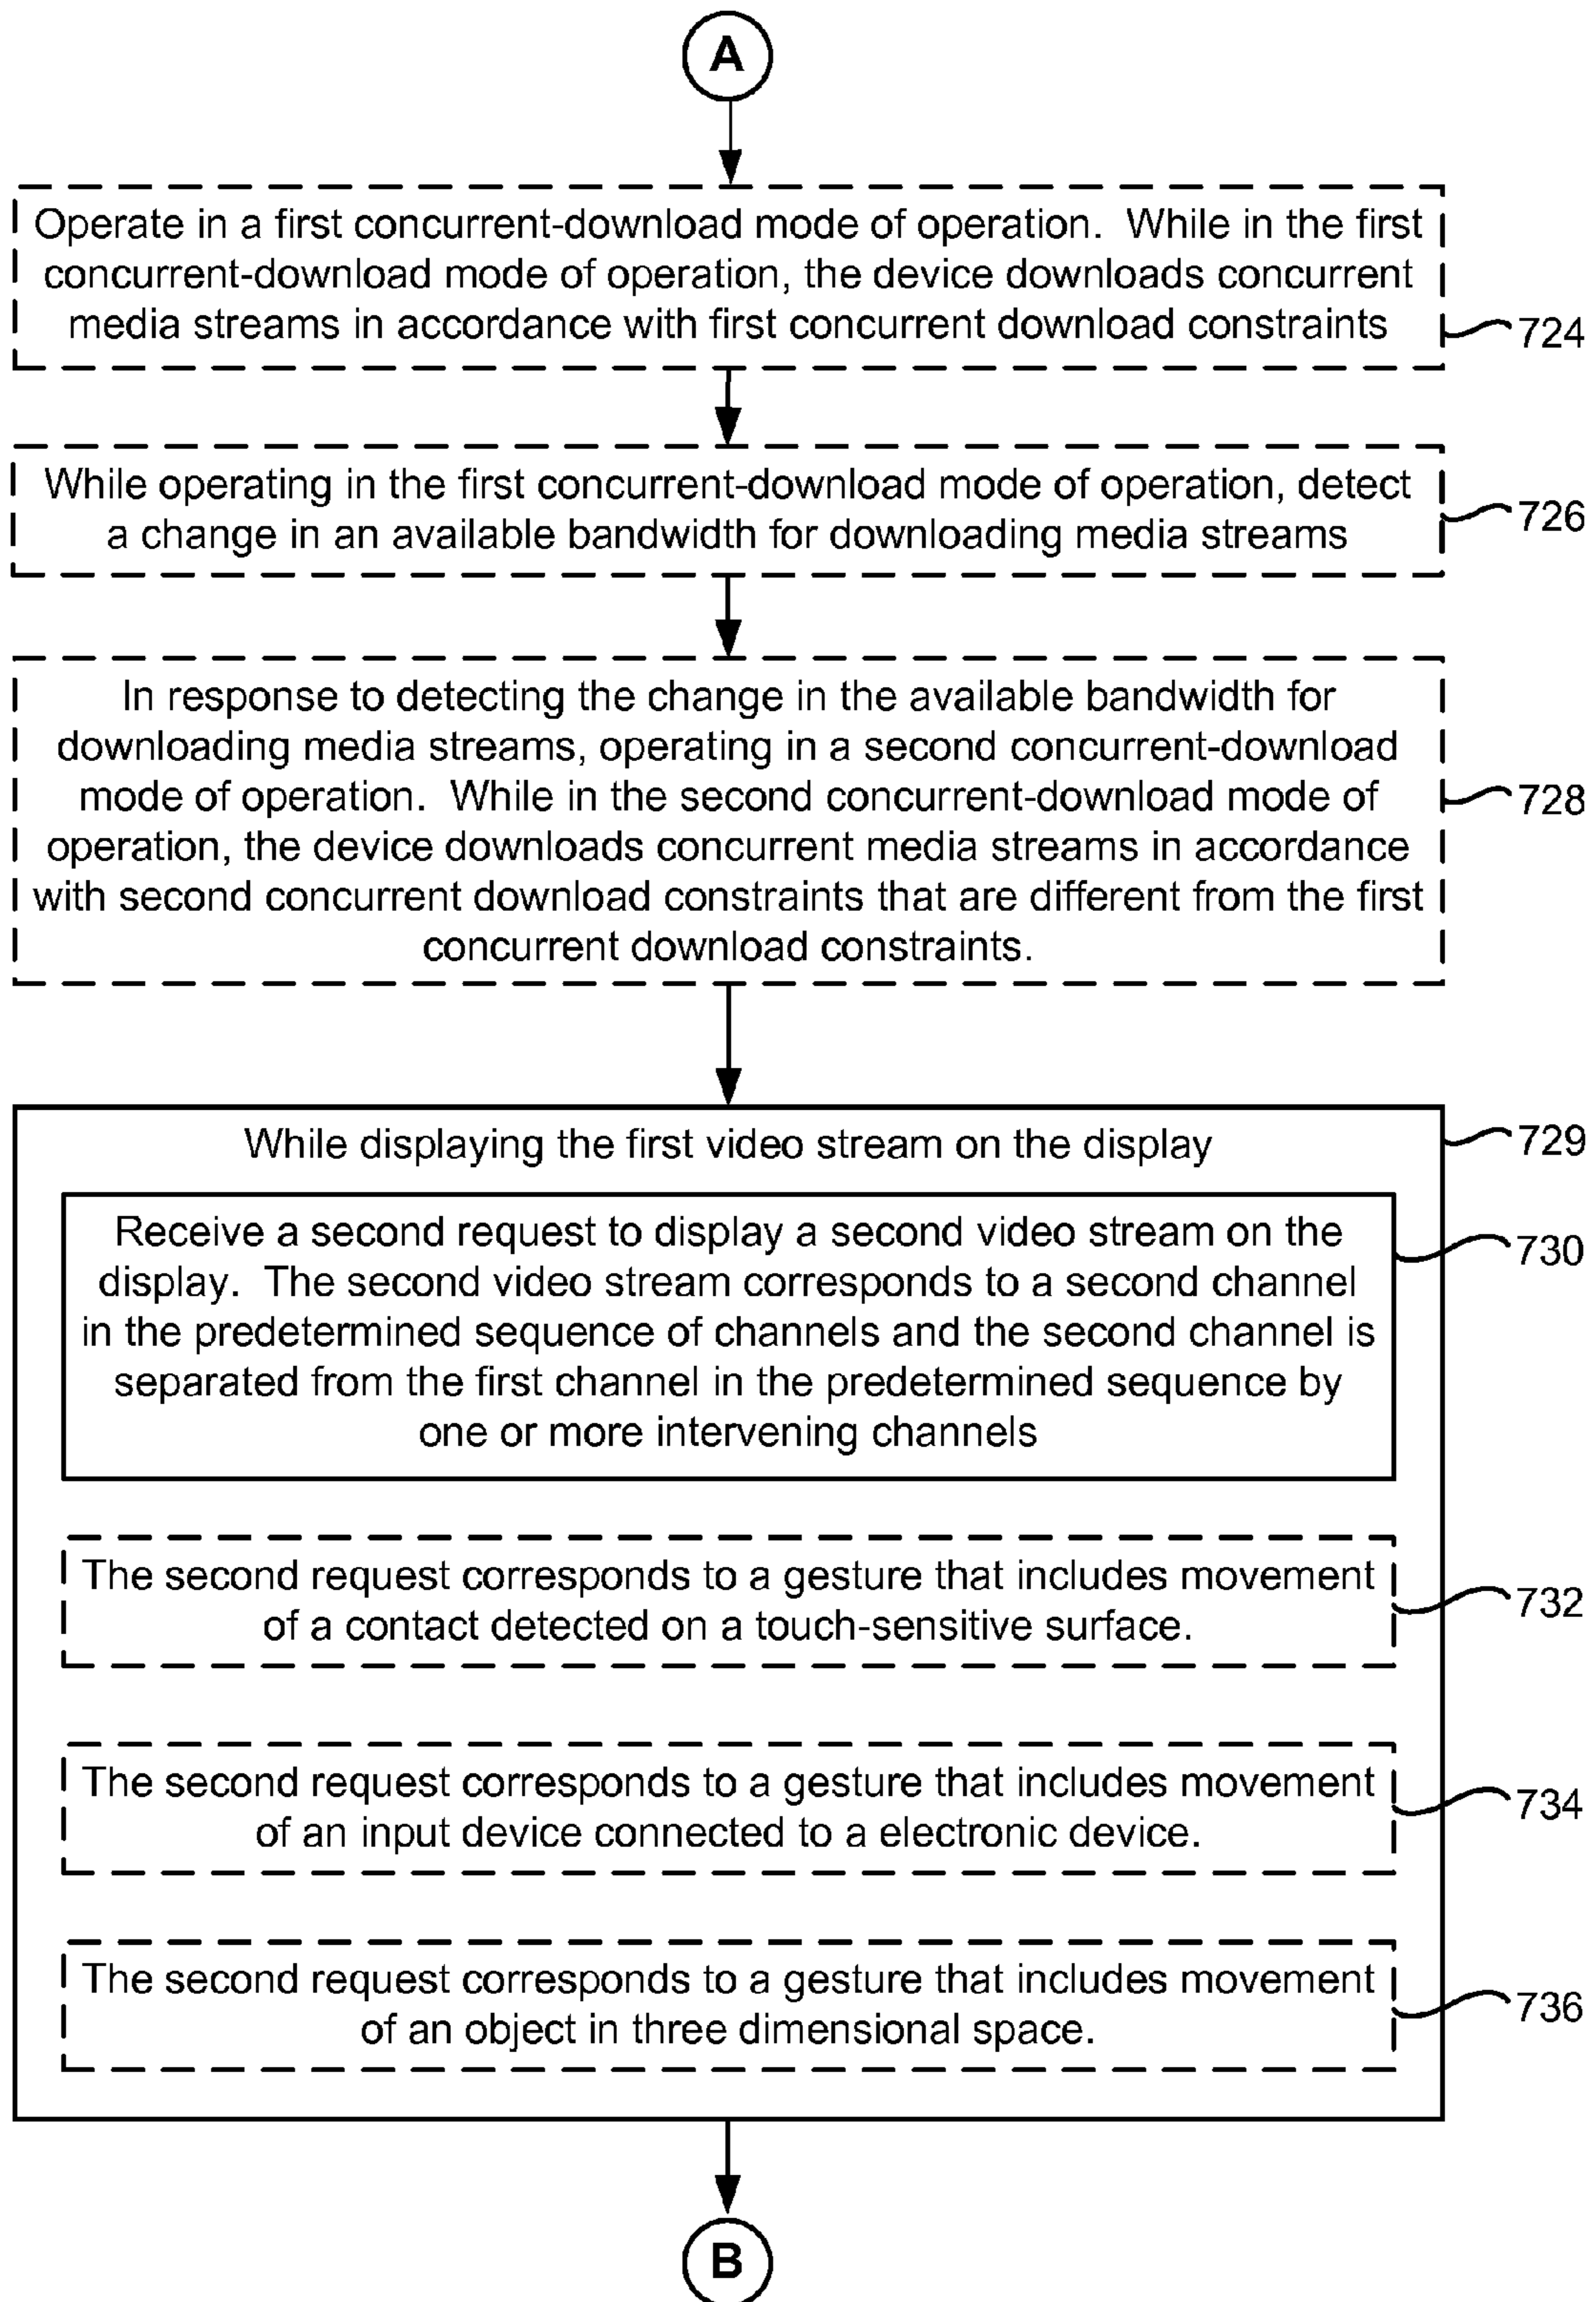 A
Operate in a first concurrent-download mode of operation.  While in the first
concurrent-download mode of operation, the device downloads concurrent
media streams in accordance with first concurrent download constraints
724
While operating in the first concurrent-download mode of operation, detect
a change in an available bandwidth for downloading media streams
726
In response to detecting the change in the available bandwidth for
downloading media streams, operating in a second concurrent-download
mode of operation.  While in the second concurrent-download mode of
operation, the device downloads concurrent media streams in accordance
with second concurrent download constraints that are different from the first
concurrent download constraints.
728
While displaying the first video stream on the display
729
Receive a second request to display a second video stream on the
display.  The second video stream corresponds to a second channel
in the predetermined sequence of channels and the second channel is
separated from the first channel in the predetermined sequence by
one or more intervening channels
730
The second request corresponds to a gesture that includes movement
of a contact detected on a touch-sensitive surface.
732
The second request corresponds to a gesture that includes movement
of an input device connected to a electronic device.
734
The second request corresponds to a gesture that includes movement
of an object in three dimensional space.
736
B